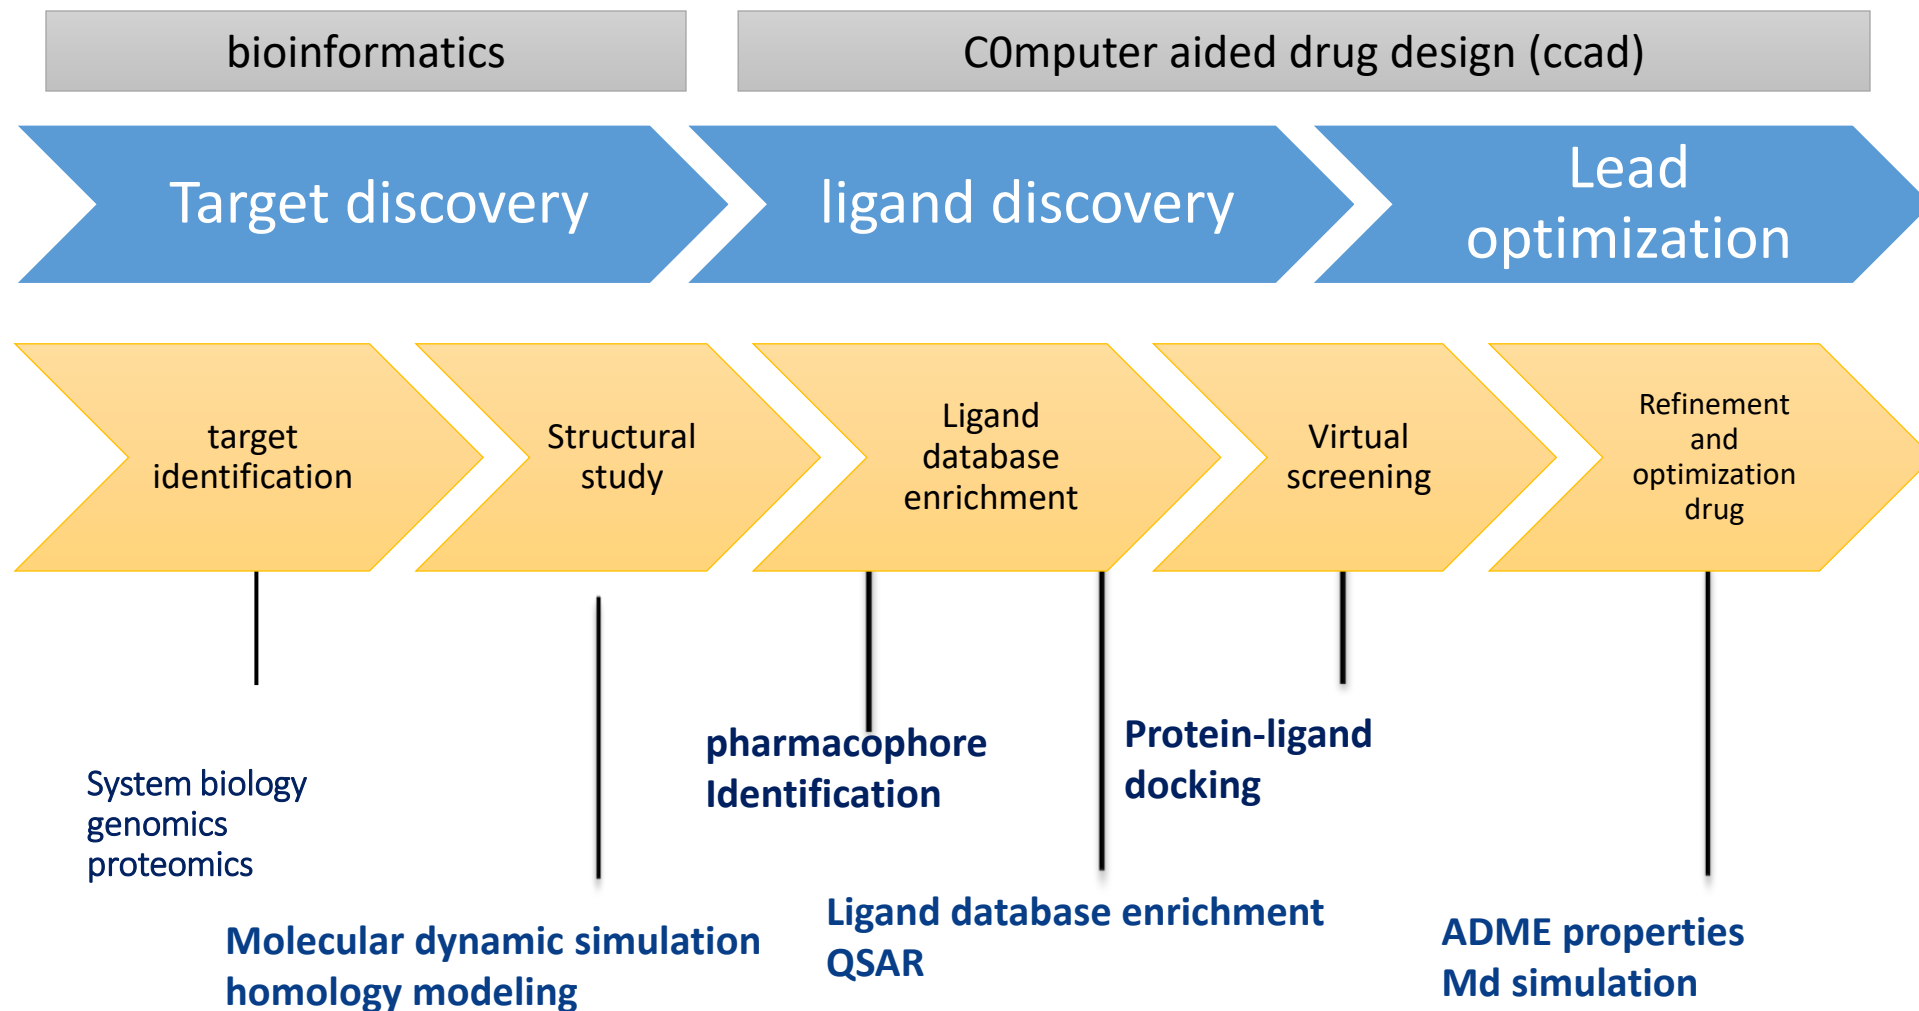 bioinformatics
C0mputer aided drug design (ccad)
Target discovery
ligand discovery
Lead
optimization
target
identification
Structural
study
Ligand
database
enrichment
Virtual
screening
Refinement
and
optimization
drug
System biology
genomics
proteomics
Molecular dynamic simulation
homology modeling
pharmacophore
Identification
Ligand database enrichment
QSAR
Protein-ligand
docking
ADME properties
Md simulation